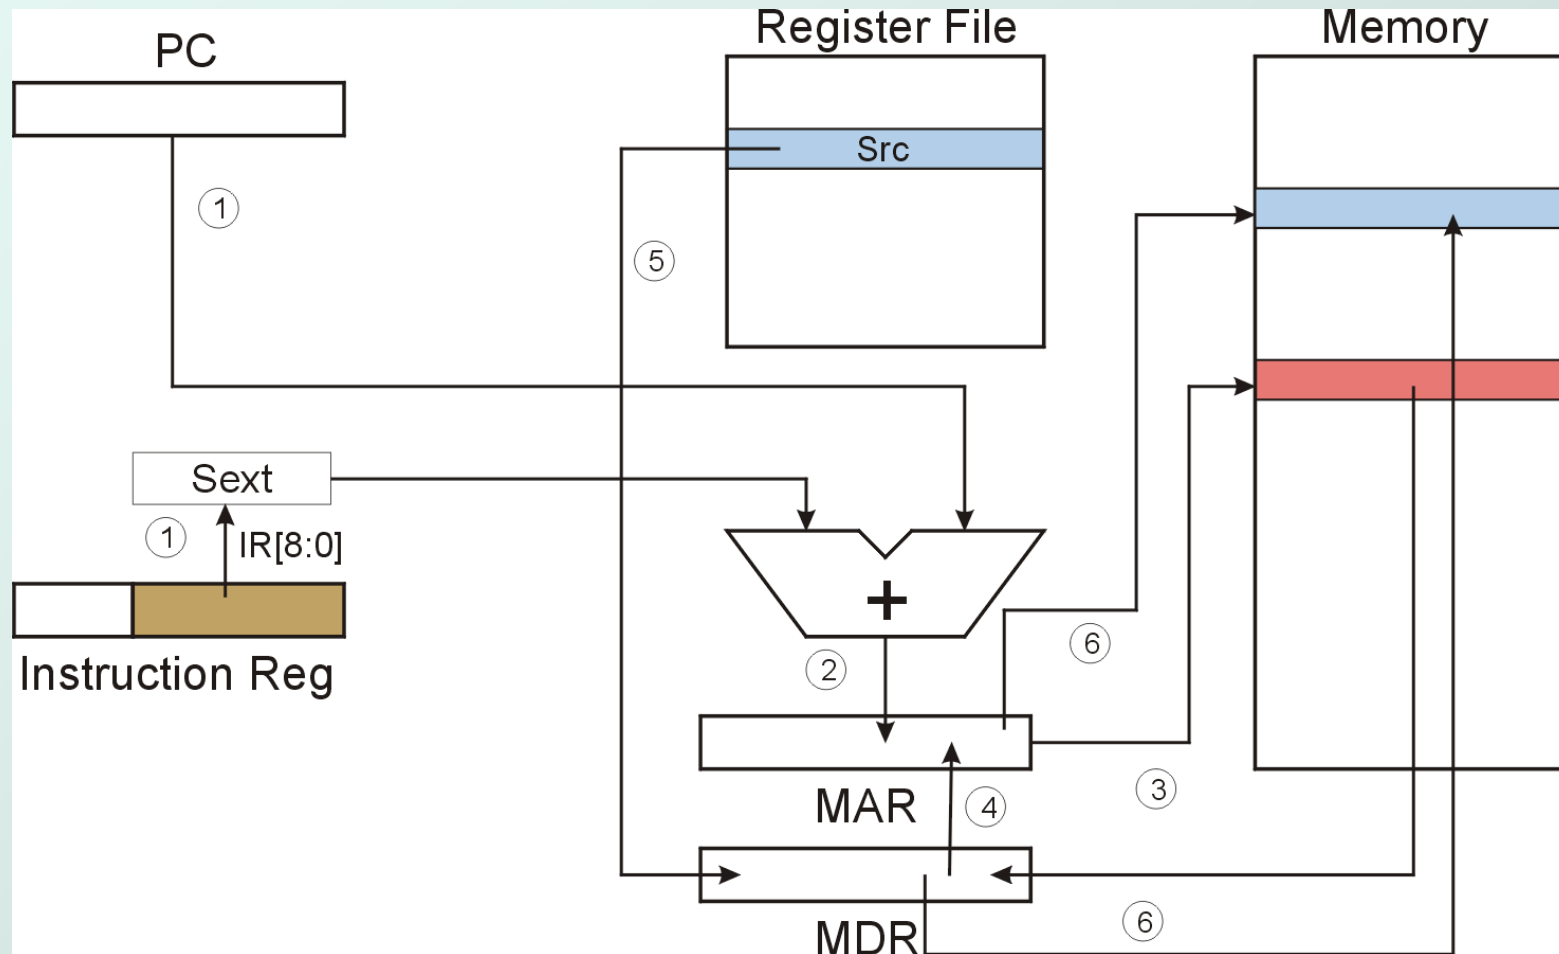 Register File
Memory
PC
Src
1
5
Sext
1
IR[8:0]
+
6
2
Instruction Reg
3
MAR
4
6
MDR